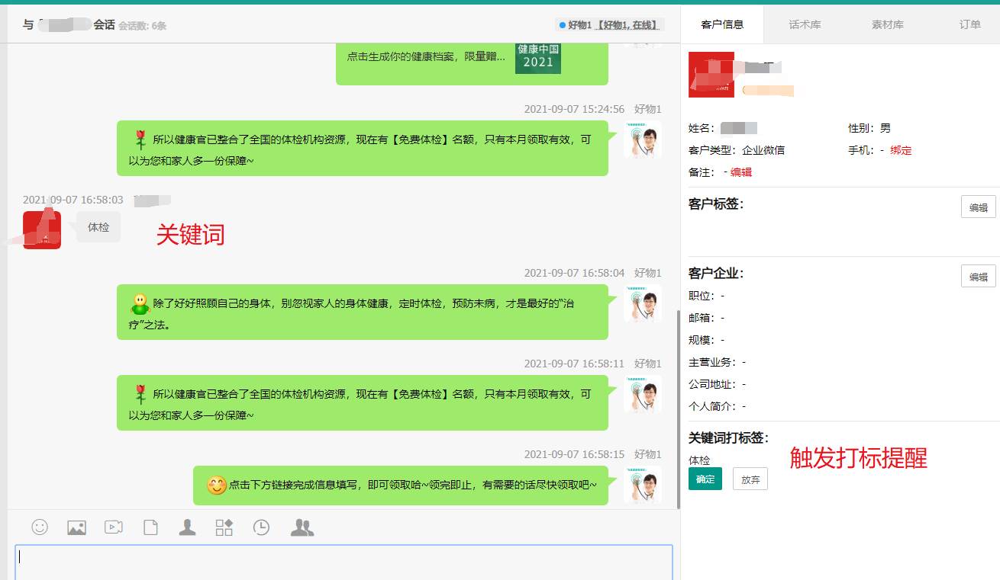 与 会话 会话数: 6条
好物1 【好物1, 在线】
客户信息 话术库 素材库 订单
点击生成你的健康档案，限量赠...
健康中国
2021
2021-09-07 15:24:56 好物1
所以健康官已整合了全国的体检机构资源，现在有【免费体检】名额，只有本月领取有效，可
以为您和家人多一份保障~
2021-09-07 16:58:03
体检
关键词
2021-09-07 16:58:04 好物1
除了好好照顾自己的身体，别忽视家人的身体健康，定时体检，预防未病，才是最好的“治
疗”之法。
2021-09-07 16:58:11 好物1
所以健康官已整合了全国的体检机构资源，现在有【免费体检】名额，只有本月领取有效，可
以为您和家人多一份保障~
2021-09-07 16:58:15 好物1
点击下方链接完成信息填写，即可领取哈~领完即止，有需要的话尽快领取吧~
姓名：
性别：男
客户类型：企业微信
手机：- 绑定
备注： - 编辑
客户标签：
编辑
客户企业：
编辑
职位：-
邮箱：-
规模：-
主营业务：-
公司地址：-
个人简介：-
关键词打标签：
体检
确定 放弃
触发打标提醒